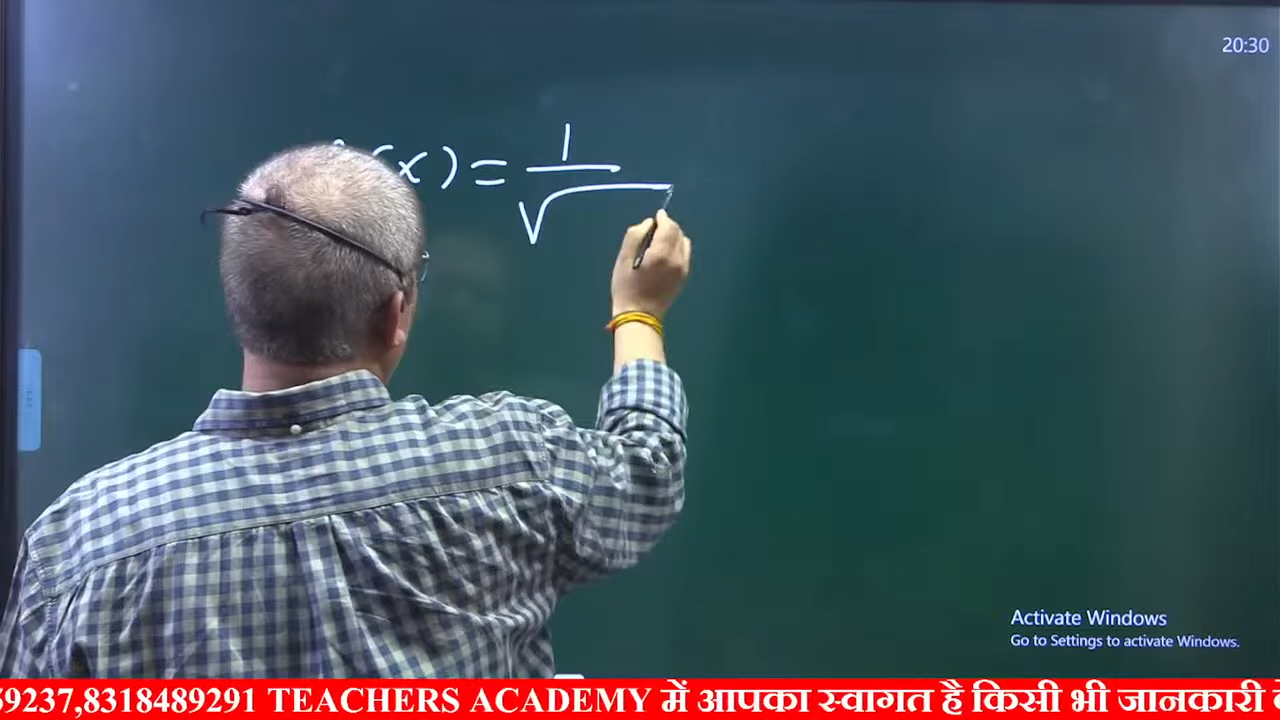 20:30
(x) = 1/√
Activate Windows
Go to Settings to activate Windows.
59237,8318489291 TEACHERS ACADEMY में आपका स्वागत है किसी भी जानकारी